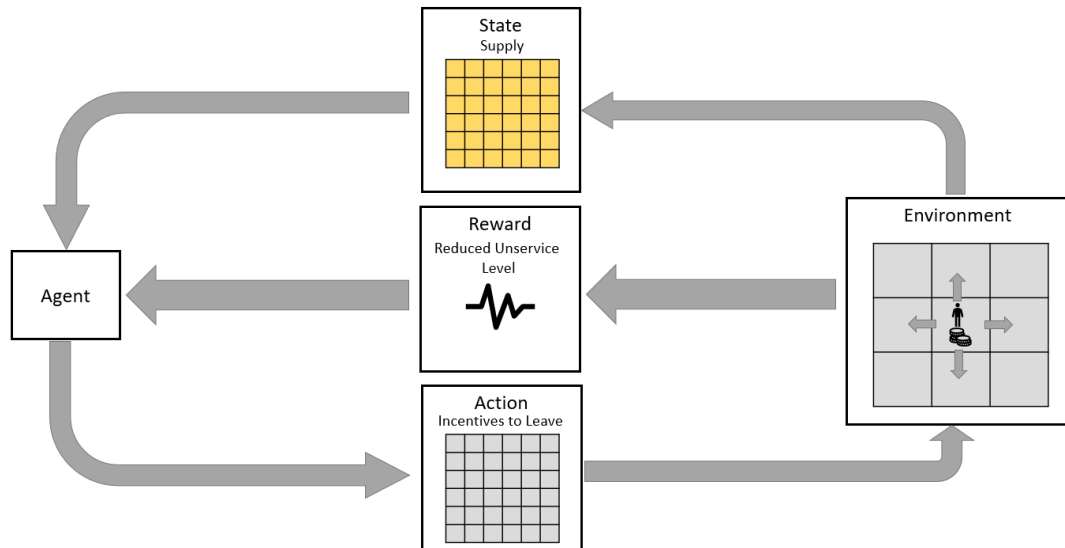 State
Supply
Environment
Reward
Reduced Unservice
Level
Agent
Action
Incentives to Leave